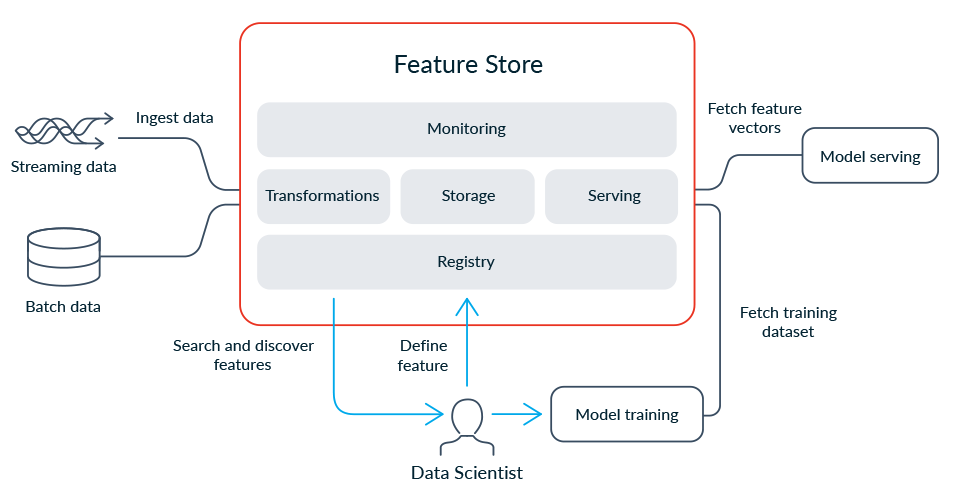 Feature Store
Monitoring
Transformations
Storage
Serving
Registry
Ingest data
Streaming data
Batch data
Fetch feature
vectors
Model serving
Fetch training
dataset
Search and discover
features
Define
feature
Model training
Data Scientist